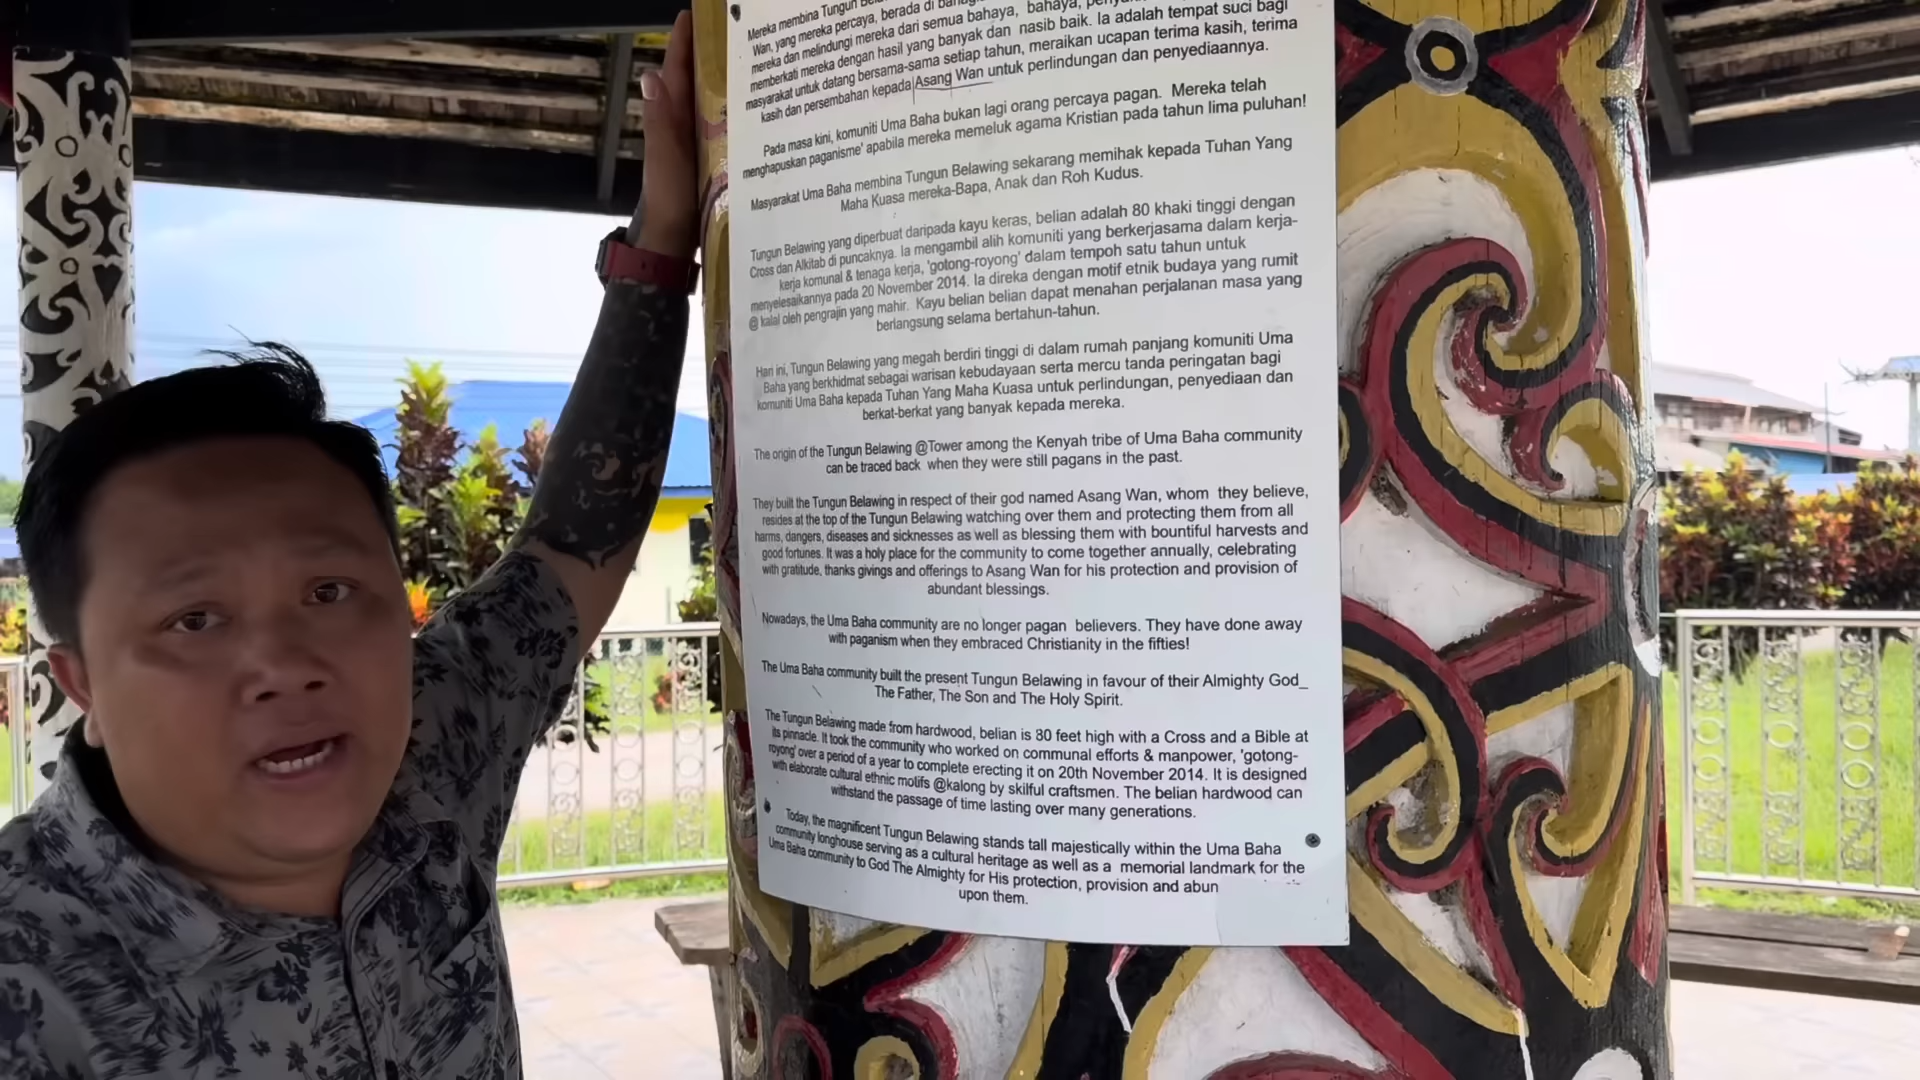 Mereka membina Tungun
Wan, yang mereka percaya, berada di
mereka dan melindungi mereka dari semua bahaya, bahaya,
memberkati mereka dengan hasil yang banyak dan nasib baik. Ia adalah tempat suci bagi
masyarakat untuk datang bersama-sama setiap tahun, meraikan ucapan terima kasih, terima
kasih dan persembahan kepada Asang Wan untuk perlindungan dan penyediaannya.
Pada masa kini, komuniti Uma Baha bukan lagi orang percaya pagan. Mereka telah
menghapuskan paganisme' apabila mereka memeluk agama Kristian pada tahun lima puluhan!
Masyarakat Uma Baha membina Tungun Belawing sekarang memihak kepada Tuhan Yang
Maha Kuasa mereka-Bapa, Anak dan Roh Kudus.
Tungun Belawing yang diperbuat daripada kayu keras, belian adalah 80 khaki tinggi dengan
Cross dan Alkitab di puncaknya. Ia mengambil alih komuniti yang berkerjasama dalam kerja-
kerja komunal & tenaga kerja, 'gotong-royong' dalam tempoh satu tahun untuk
menyelesaikannya pada 20 November 2014. Ia direka dengan motif etnik budaya yang rumit
@ kalal oleh pengrajin yang mahir. Kayu belian belian dapat menahan perjalanan masa yang
berlangsung selama bertahun-tahun.
Hari ini, Tungun Belawing yang megah berdiri tinggi di dalam rumah panjang komuniti Uma
Baha yang berkhidmat sebagai warisan kebudayaan serta mercu tanda peringatan bagi
komuniti Uma Baha kepada Tuhan Yang Maha Kuasa untuk perlindungan, penyediaan dan
berkat-berkat yang banyak kepada mereka.
The origin of the Tungun Belawing @Tower among the Kenyah tribe of Uma Baha community
can be traced back when they were still pagans in the past.
They built the Tungun Belawing in respect of their god named Asang Wan, whom they believe,
resides at the top of the Tungun Belawing watching over them and protecting them from all
harms, dangers, diseases and sicknesses as well as blessing them with bountiful harvests and
good fortunes. It was a holy place for the community to come together annually, celebrating
with gratitude, thanks givings and offerings to Asang Wan for his protection and provision of
abundant blessings.
Nowadays, the Uma Baha community are no longer pagan believers. They have done away
with paganism when they embraced Christianity in the fifties!
The Uma Baha community built the present Tungun Belawing in favour of their Almighty God_
The Father, The Son and The Holy Spirit.
The Tungun Belawing made from hardwood, belian is 80 feet high with a Cross and a Bible at
its pinnacle. It took the community who worked on communal efforts & manpower, 'gotong-
royong' over a period of a year to complete erecting it on 20th November 2014. It is designed
with elaborate cultural ethnic motifs @kalong by skilful craftsmen. The belian hardwood can
withstand the passage of time lasting over many generations.
Today, the magnificent Tungun Belawing stands tall majestically within the Uma Baha
community longhouse serving as a cultural heritage as well as a memorial landmark for the
Uma Baha community to God The Almighty for His protection, provision and abun
upon them.